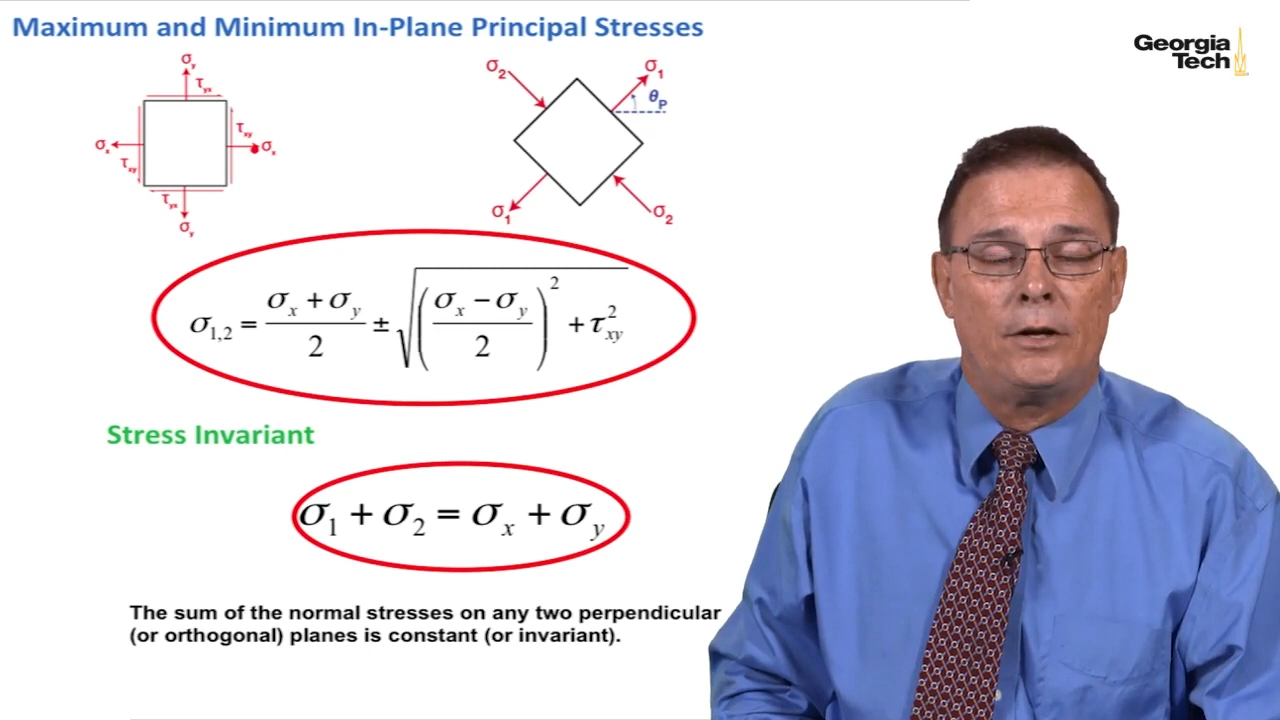 Maximum and Minimum In-Plane Principal Stresses
Georgia
Tech
σy
τyx
σx
τxy
τxy
σx
τyx
σy
σ2
σ1
θP
σ1
σ2
σ1,2 = (σx + σy)/2 ± √(((σx − σy)/2)² + τ²xy)
Stress Invariant
σ1 + σ2 = σx + σy
The sum of the normal stresses on any two perpendicular
(or orthogonal) planes is constant (or invariant).